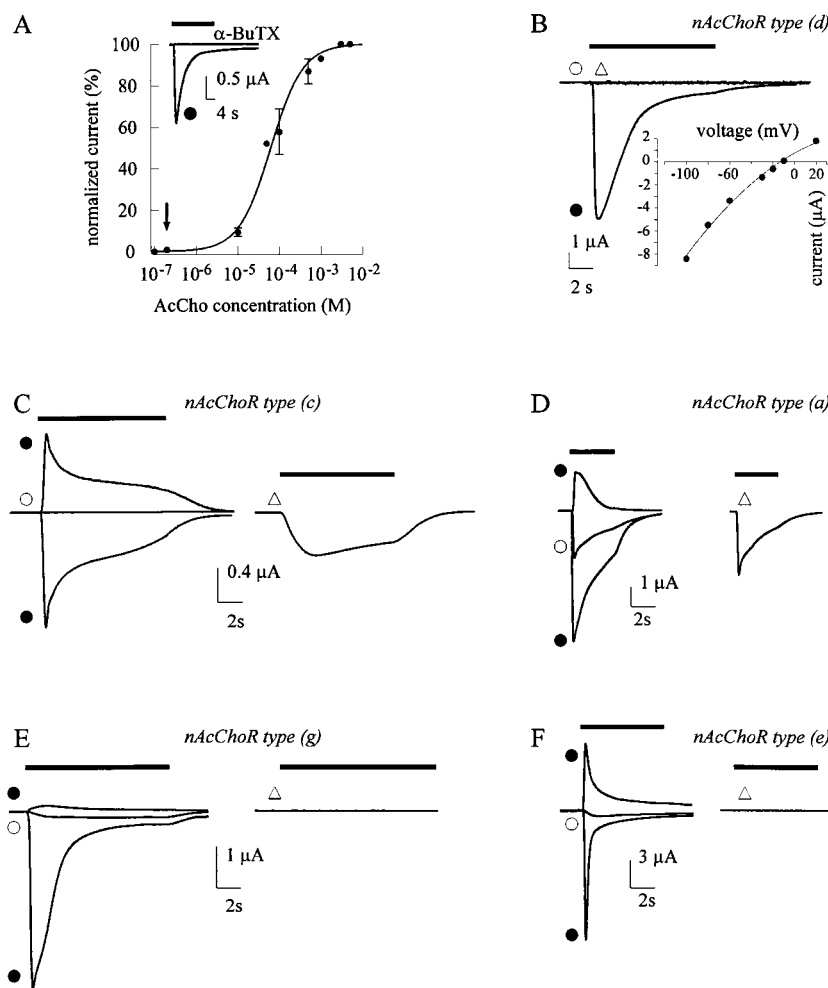 A
α-BuTX
normalized current (%)
100
80
60
40
20
0
0.5 µA
4 s
10-7 10-6 10-5 10-4 10-3 10-2
AcCho concentration (M)
B
nAcChoR type (d)
voltage (mV)
-100 -60 -20 0 20
2
0
-2
-4
-6
-8
current (µA)
1 µA
2 s
C
nAcChoR type (c)
0.4 µA
2s
D
nAcChoR type (a)
1 µA
2s
E
nAcChoR type (g)
1 µA
2s
F
nAcChoR type (e)
3 µA
2s